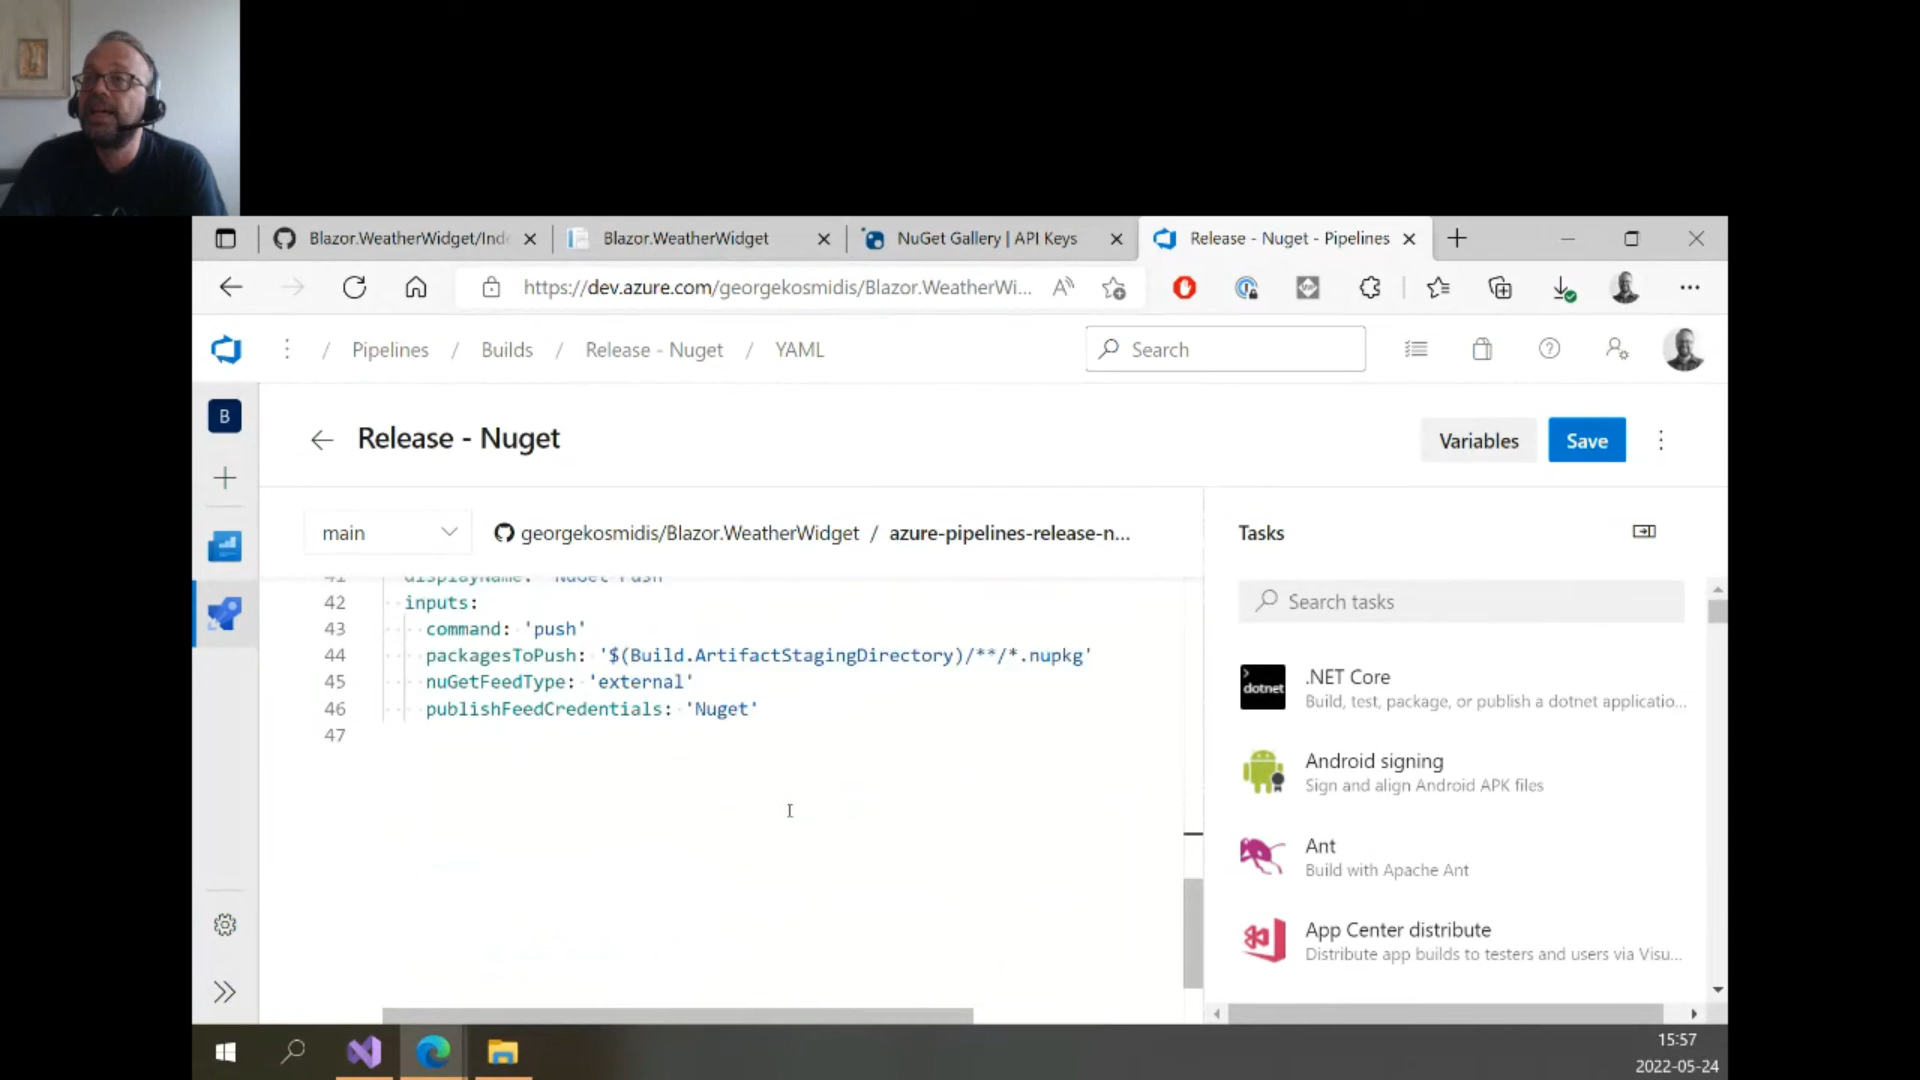 Blazor.WeatherWidget/Ind
Blazor.WeatherWidget
NuGet Gallery | API Keys
Release - Nuget - Pipelines
https://dev.azure.com/georgekosmidis/Blazor.WeatherWi...
/ Pipelines / Builds / Release - Nuget / YAML
Search
B
Release - Nuget
Variables
Save
main
georgekosmidis/Blazor.WeatherWidget / azure-pipelines-release-n...
Tasks
Search tasks
41 displayName: 'NuGet Push'
42 inputs:
43 command: 'push'
44 packagesToPush: '$(Build.ArtifactStagingDirectory)/**/*.nupkg'
45 nuGetFeedType: 'external'
46 publishFeedCredentials: 'Nuget'
47
dotnet
.NET Core
Build, test, package, or publish a dotnet applicatio...
Android signing
Sign and align Android APK files
Ant
Build with Apache Ant
App Center distribute
Distribute app builds to testers and users via Visu...
15:57
2022-05-24